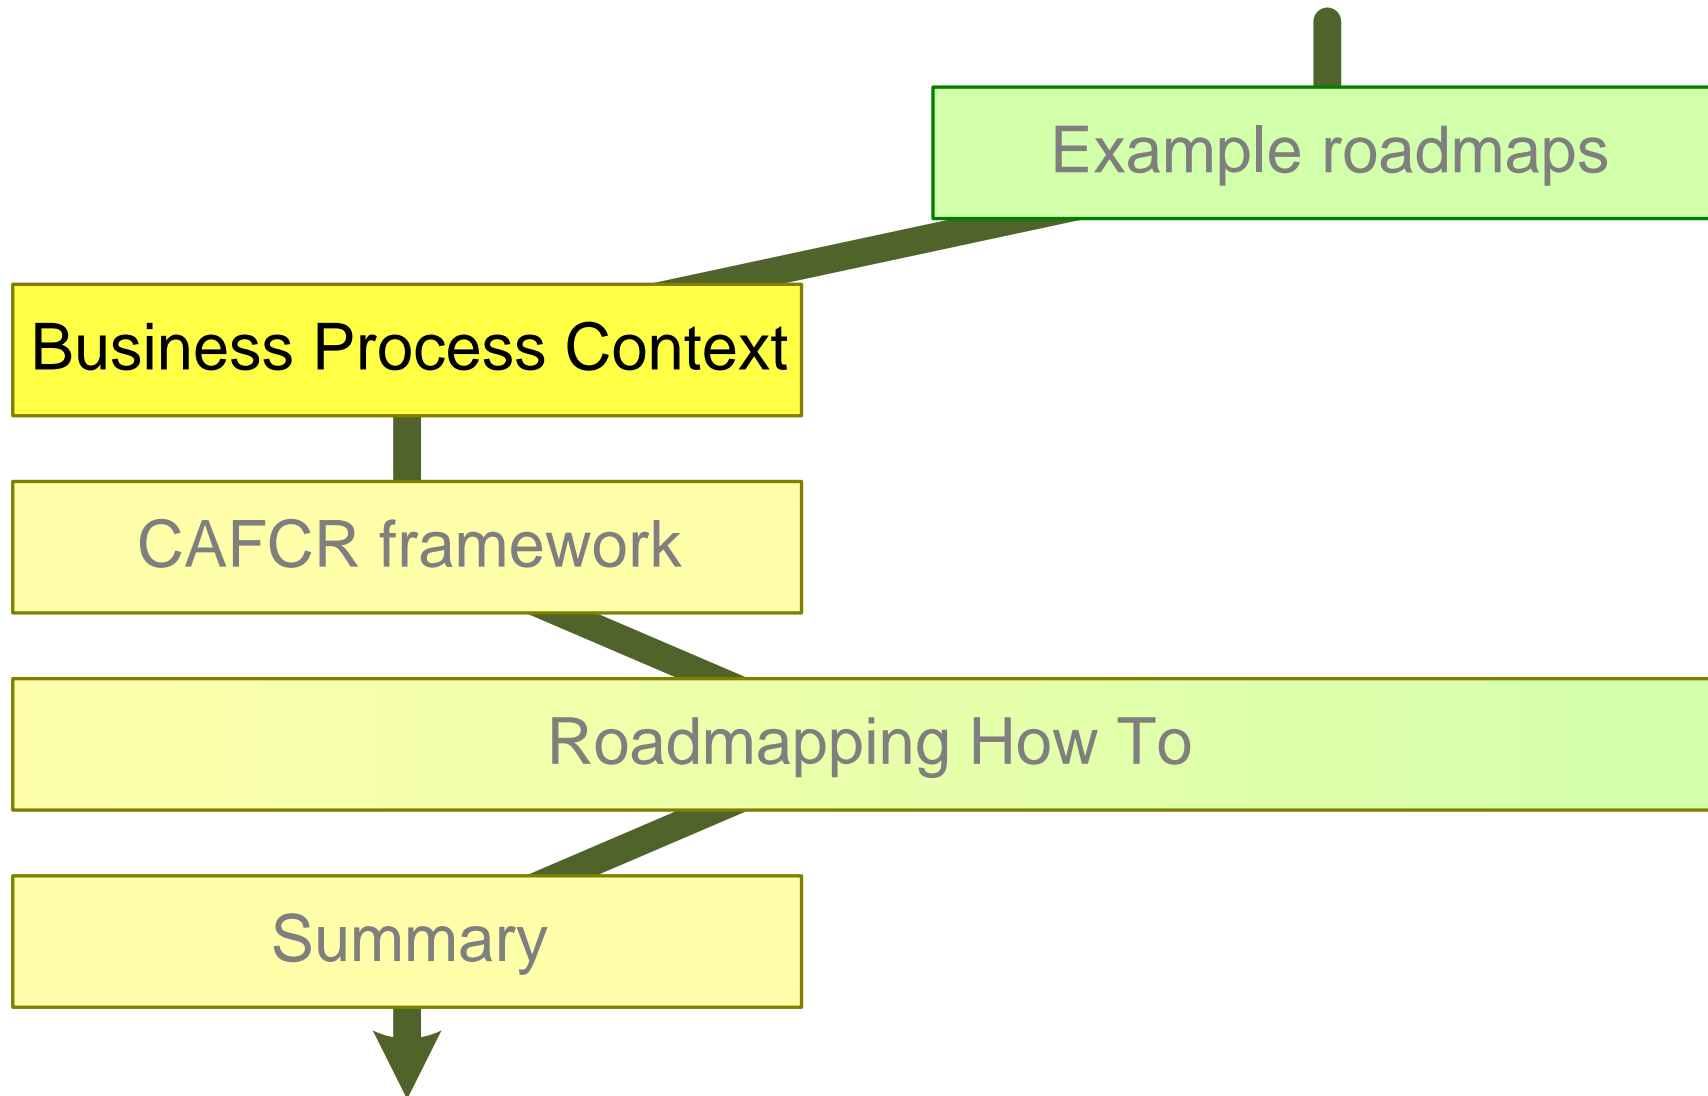 Example roadmaps
Business Process Context
CAFCR framework
Roadmapping How To
Summary